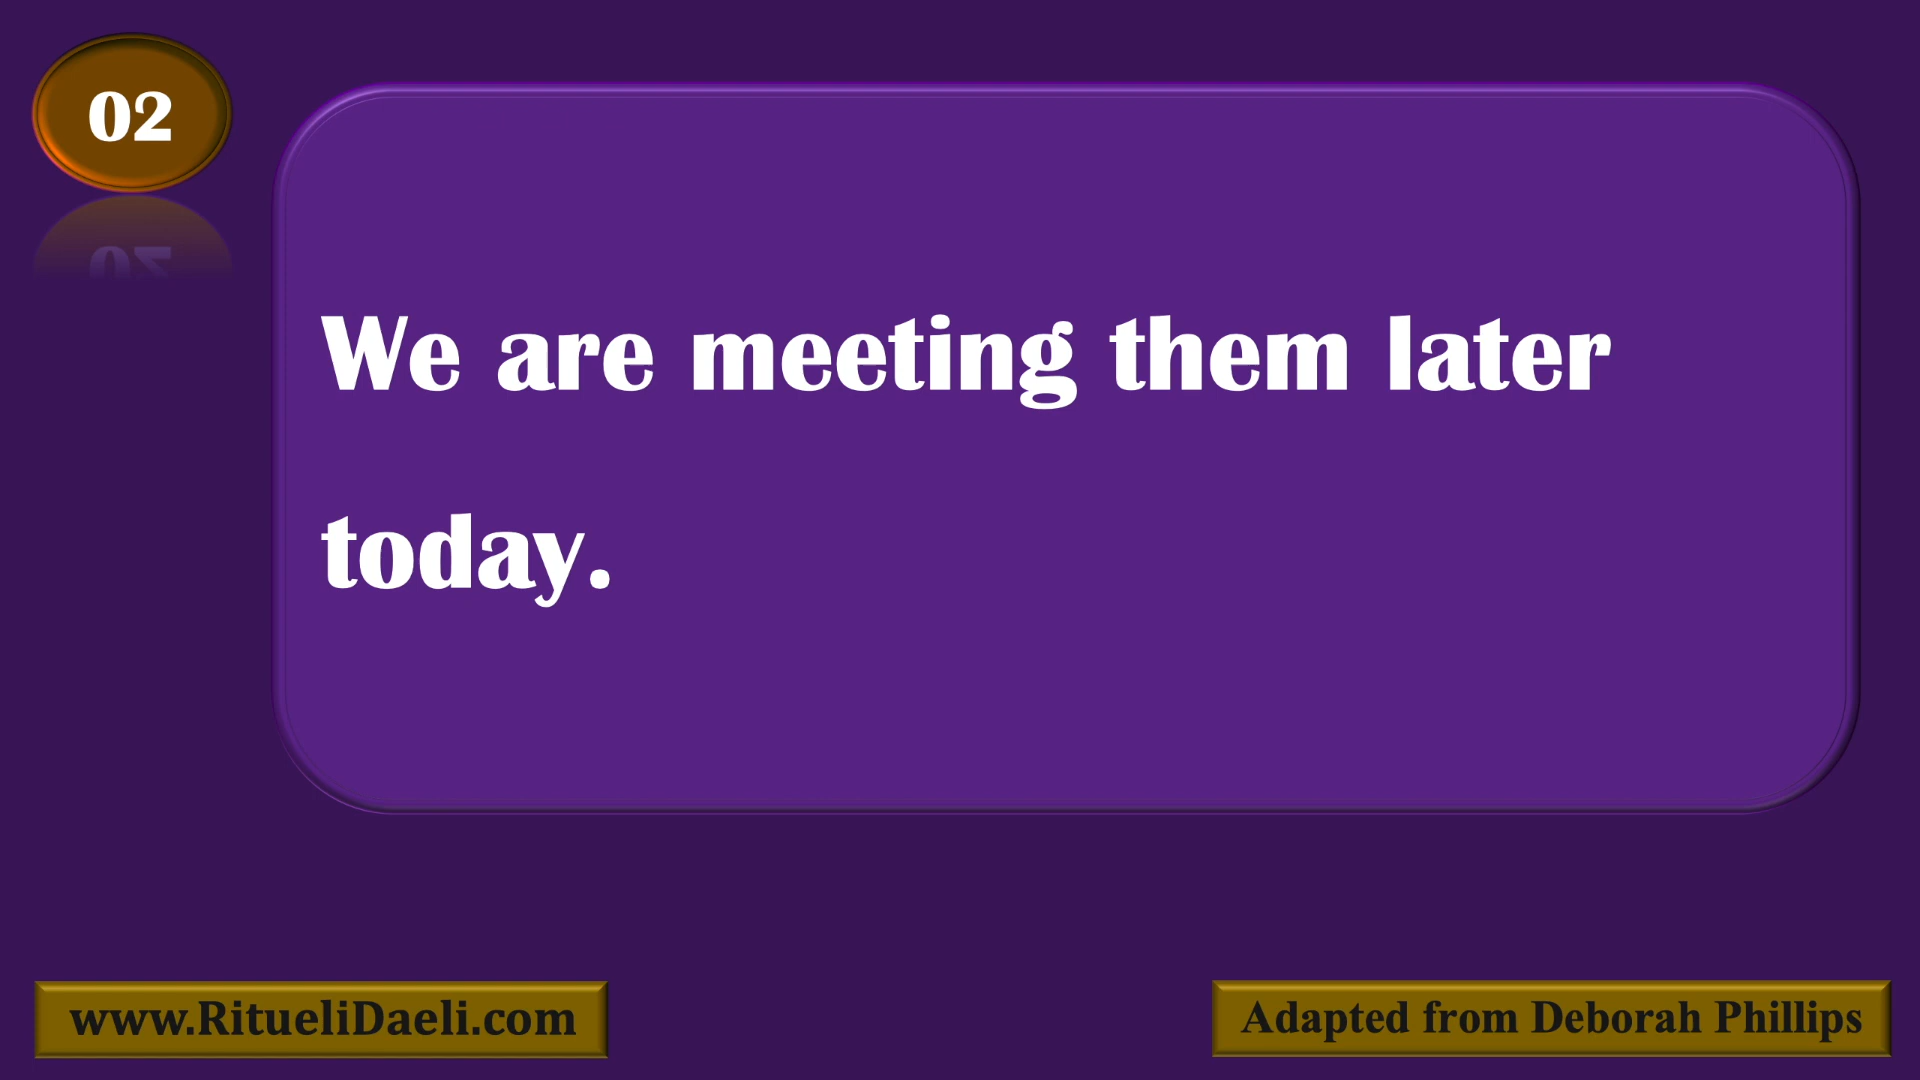 02
We are meeting them later
today.
www.RitueliDaeli.com
Adapted from Deborah Phillips